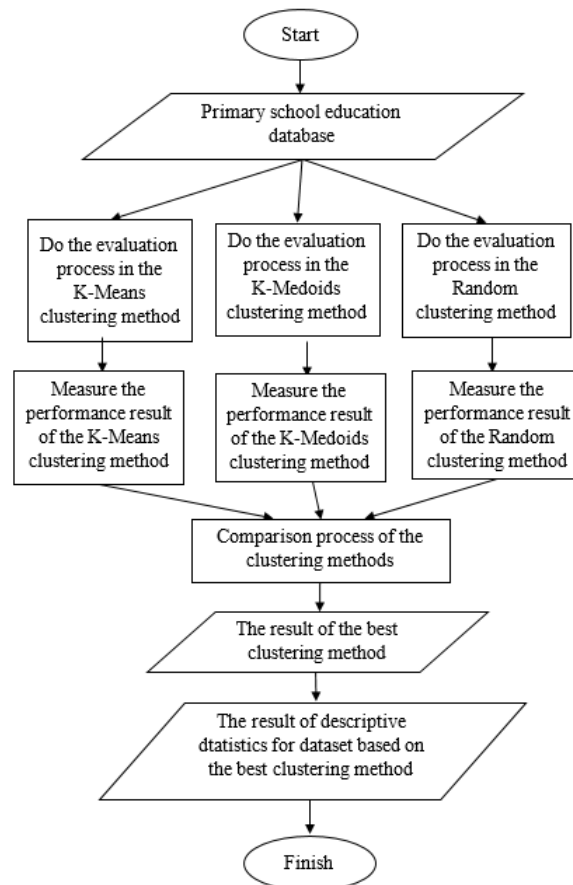 Start
Primary school education
database
Do the evaluation
process in the
K-Means
clustering method
Do the evaluation
process in the
K-Medoids
clustering method
Do the evaluation
process in the
Random
clustering method
Measure the
performance result
of the K-Means
clustering method
Measure the
performance result
of the K-Medoids
clustering method
Measure the
performance result
of the Random
clustering method
Comparison process of the
clustering methods
The result of the best
clustering method
The result of descriptive
dtatistics for dataset based on
the best clustering method
Finish